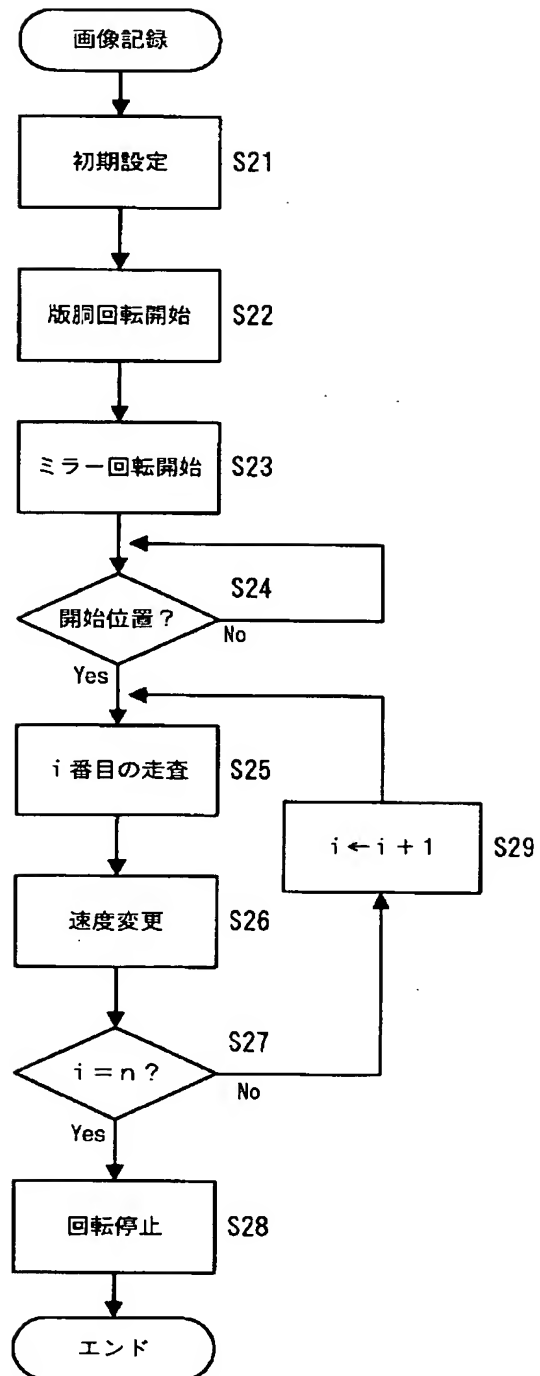 画像記録
初期設定
S21
版胴回転開始
S22
ミラー回転開始
S23
開始位置？
S24
No
Yes
i番目の走査
S25
速度変更
S26
i＝n？
S27
No
i←i＋1
S29
Yes
回転停止
S28
エンド